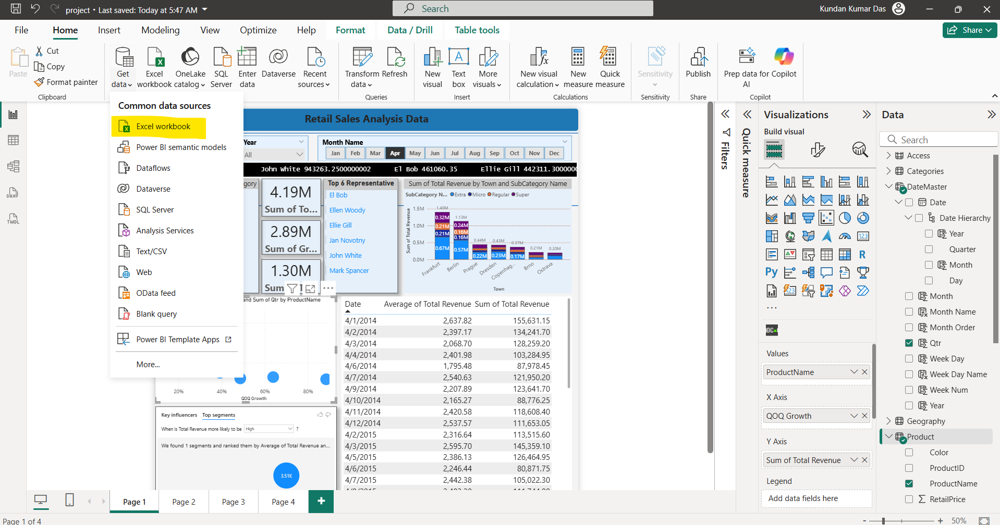 project • Last saved: Today at 5:47 AM
Search
Kundan Kumar Das
File
Home
Insert
Modeling
View
Optimize
Help
Format
Data / Drill
Table tools
Share
Paste
Cut
Copy
Format painter
Clipboard
Get data
Excel workbook
OneLake catalog
SQL Server
Enter data
Dataverse
Recent sources
Transform data
Refresh
Queries
New visual
Text box
More visuals
Insert
New visual calculation
New measure
Quick measure
Calculations
Sensitivity
Sensitivity
Publish
Share
Prep data for AI
Copilot
Copilot
Common data sources
Excel workbook
Power BI semantic models
Dataflows
Dataverse
SQL Server
Analysis Services
Text/CSV
Web
OData feed
Blank query
Power BI Template Apps
More...
DAX
TMDL
Retail Sales Analysis Data
Year
All
Month Name
Jan Feb Mar Apr May Jun Jul Aug Sep Oct Nov Dec
John White 943263.2500000002 El Bob 461060.35 Ellie Gill 442311.3000000
gory
4.19M
Sum of To...
2.89M
Sum of Gr...
1.30M
Sum
Top 6 Representative
El Bob
Ellen Woody
Ellie Gill
Jan Novotny
John White
Mark Spancer
Sum of Total Revenue by Town and SubCategory Name
SubCategory N... Extra Micro Regular Super
Sum of Total Revenue
1.5M
1.0M
0.5M
0.0M
1.40M
0.32M
0.21M
0.21M
0.67M
1.13M
0.24M
0.16M
0.16M
0.57M
0.44M
0.22M
0.43M
0.23M
0.37M
0.17M
0.21M
0.20M
Frankfurt
Berlin
Prague
Dresden
Copenhag...
Brno
Ostrava
Town
and Sum of Qtr by ProductName
20% 40% 60% 80%
QOQ Growth
Date Average of Total Revenue Sum of Total Revenue
4/1/2014 2,637.82 155,631.15
4/2/2014 2,397.17 134,241.70
4/3/2014 2,068.70 128,259.20
4/4/2014 2,401.98 103,284.95
4/6/2014 1,795.48 87,978.45
4/7/2014 2,540.63 121,950.20
4/9/2014 2,207.89 123,641.70
4/10/2014 2,165.27 88,776.25
4/11/2014 2,420.58 118,608.40
4/12/2014 2,537.57 111,653.05
4/2/2015 2,316.64 113,515.60
4/3/2015 2,595.70 145,359.10
4/5/2015 2,386.13 126,464.95
4/6/2015 2,246.44 80,871.75
4/7/2015 2,442.38 105,022.30
Key influencers Top segments
When is Total Revenue more likely to be High ?
We found 1 segments and ranked them by Average of Total Revenue an...
3.51K
Filters
Quick measure
Visualizations
Build visual
123
R
Py
123
...
Values
ProductName
X Axis
QOQ Growth
Y Axis
Sum of Total Revenue
Legend
Add data fields here
Data
Search
Access
Categories
DateMaster
Date
Date Hierarchy
Year
Quarter
Month
Day
Month
Month Name
Month Order
Qtr
Week Day
Week Day Name
Week Num
Year
Geography
Product
Color
ProductID
ProductName
RetailPrice
Page 1
Page 2
Page 3
Page 4
Page 1 of 4
50%